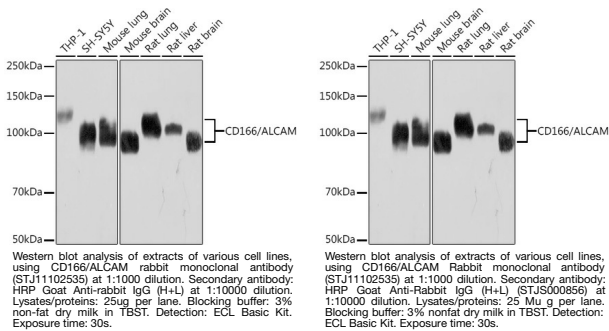 THP-1 SH-SY5Y Mouse lung Mouse brain Rat lung Rat liver Rat brain
250kDa
150kDa
100kDa
CD166/ALCAM
70kDa
50kDa
Western blot analysis of extracts of various cell lines,
using CD166/ALCAM rabbit monoclonal antibody
(STJ11102535) at 1:1000 dilution. Secondary antibody:
HRP Goat Anti-rabbit IgG (H+L) at 1:10000 dilution.
Lysates/proteins: 25ug per lane. Blocking buffer: 3%
non-fat dry milk in TBST. Detection: ECL Basic Kit.
Exposure time: 30s.
THP-1 SH-SY5Y Mouse lung Mouse brain Rat lung Rat liver Rat brain
250kDa
150kDa
100kDa
CD166/ALCAM
70kDa
50kDa
Western blot analysis of extracts of various cell lines,
using CD166/ALCAM Rabbit monoclonal antibody
(STJ11102535) at 1:1000 dilution. Secondary antibody:
HRP Goat Anti-Rabbit IgG (H+L) (STJS000856) at
1:10000 dilution. Lysates/proteins: 25 Mu g per lane.
Blocking buffer: 3% nonfat dry milk in TBST. Detection:
ECL Basic Kit. Exposure time: 30s.